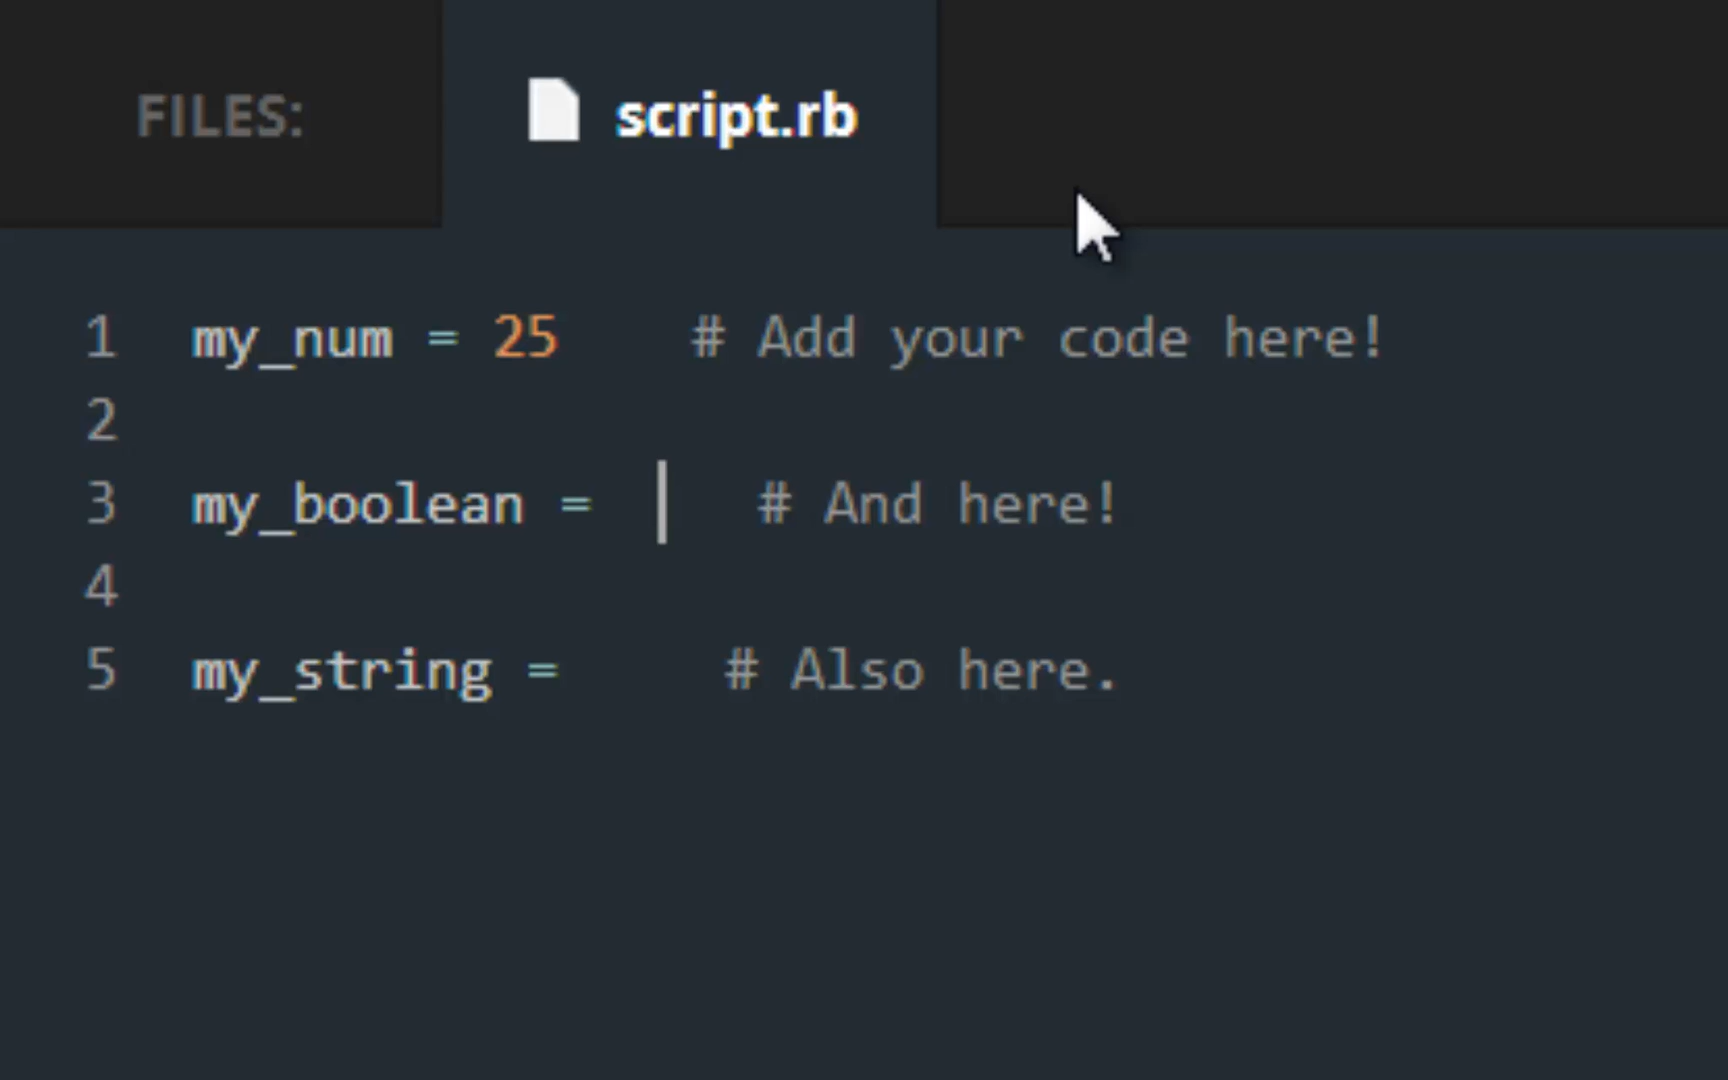 FILES: script.rb
1 my_num = 25    # Add your code here!
2
3 my_boolean =     # And here!
4
5 my_string =     # Also here.